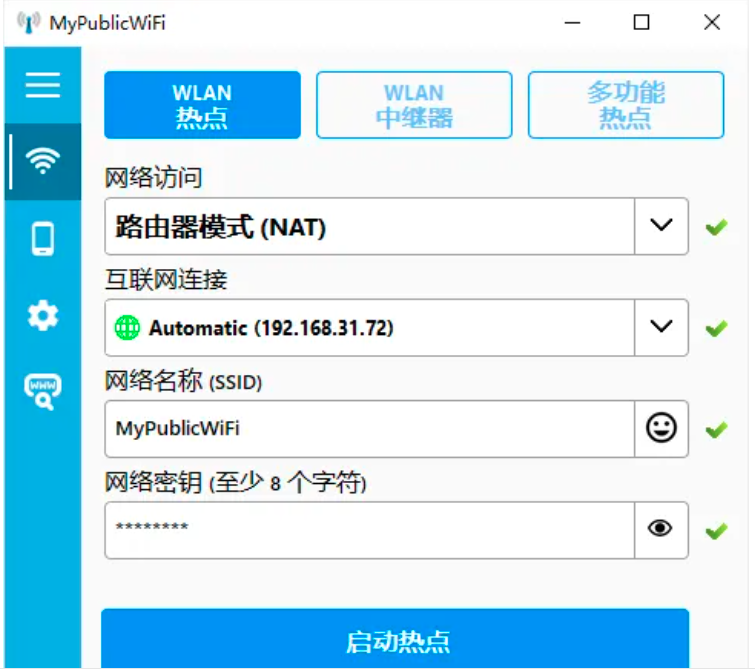 MyPublicWiFi
WLAN
热点
WLAN
中继器
多功能
热点
网络访问
路由器模式 (NAT)
互联网连接
Automatic (192.168.31.72)
网络名称 (SSID)
MyPublicWiFi
网络密钥 (至少 8 个字符)
********
WWW
启动热点